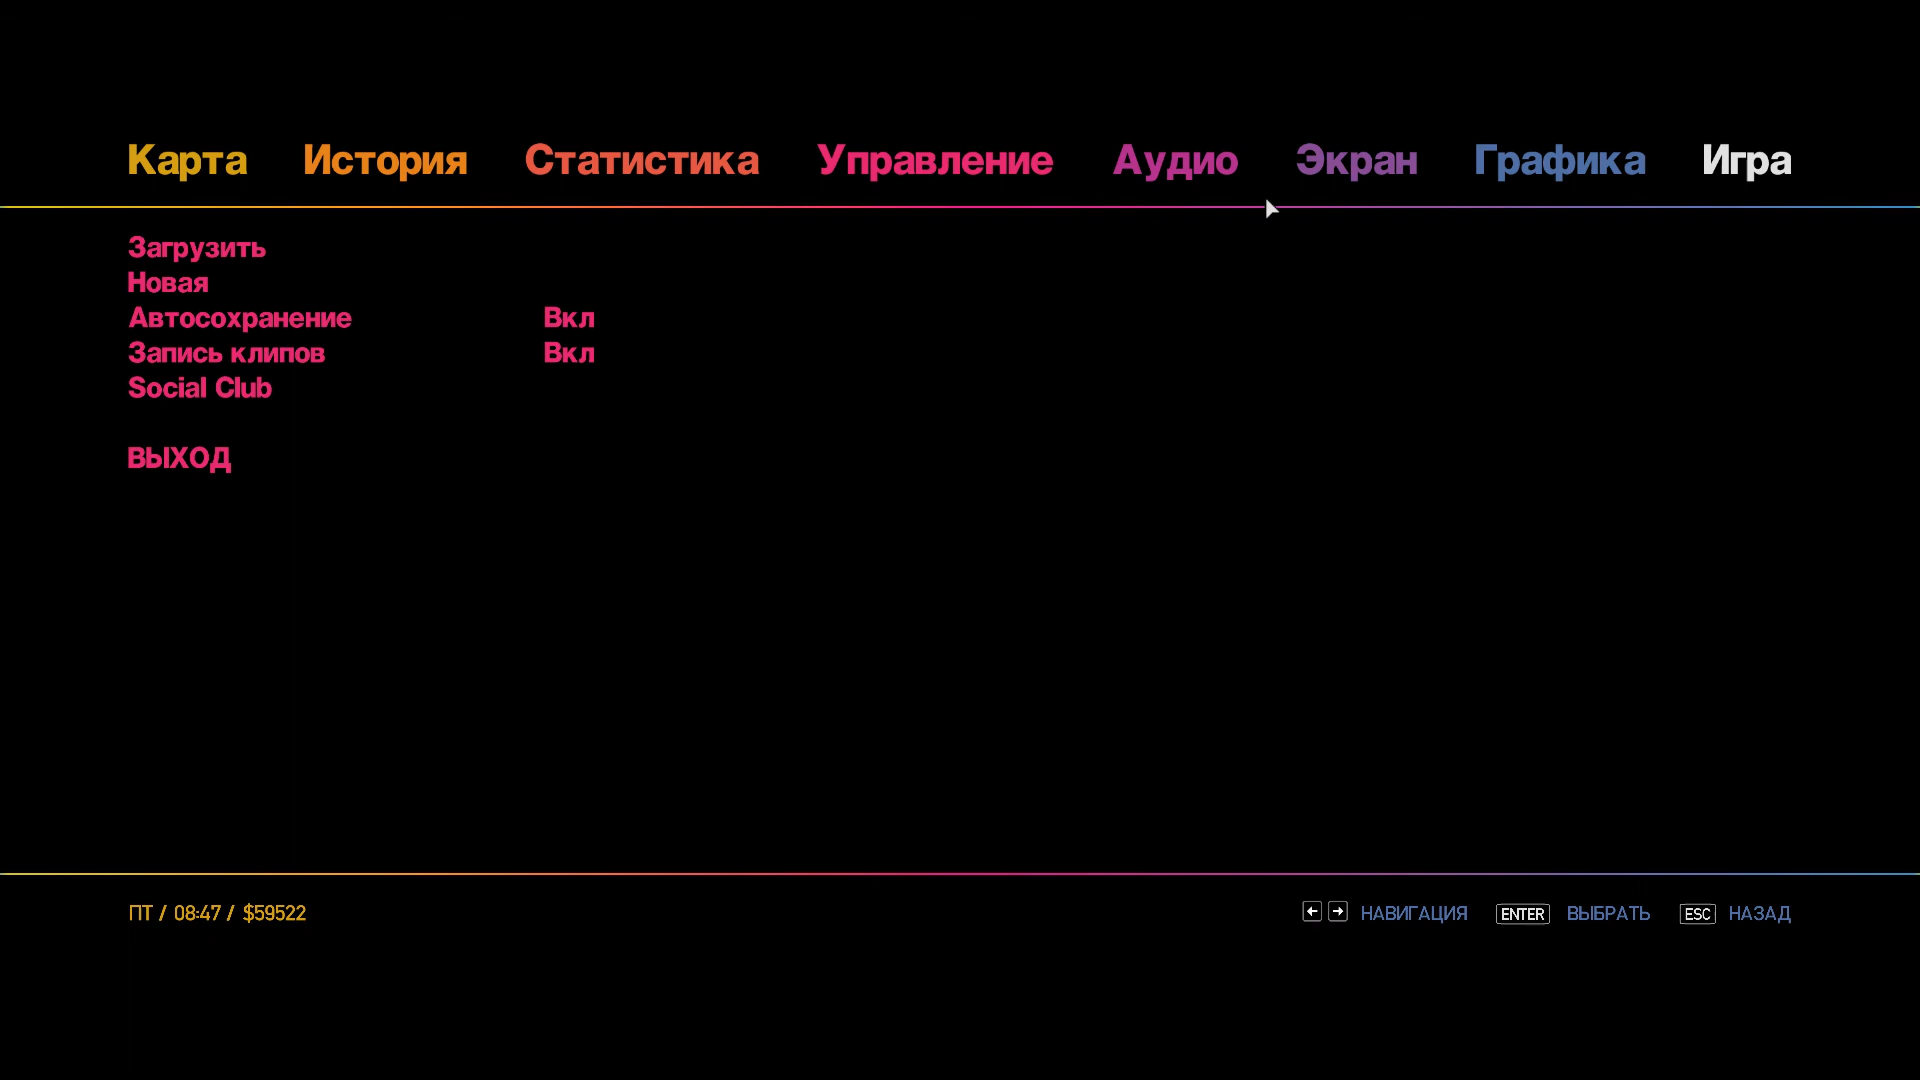 Карта История Статистика Управление Аудио Экран Графика Игра
Загрузить
Новая
Автосохранение Вкл
Запись клипов Вкл
Social Club
ВЫХОД
ПТ / 08:47 / $59522
НАВИГАЦИЯ ENTER ВЫБРАТЬ ESC НАЗАД